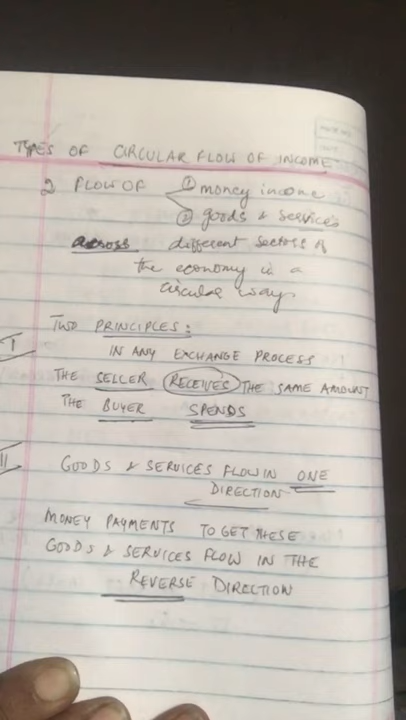 TYPES OF CIRCULAR FLOW OF INCOME
2 FLOW OF ① money income
② goods & services
across different sectors of
the economy in a
circular way.
TWO PRINCIPLES:
I IN ANY EXCHANGE PROCESS
THE SELLER RECEIVES THE SAME AMOUNT
THE BUYER SPENDS
II GOODS & SERVICES FLOW IN ONE
DIRECTION
MONEY PAYMENTS TO GET THESE
GOODS & SERVICES FLOW IN THE
REVERSE DIRECTION